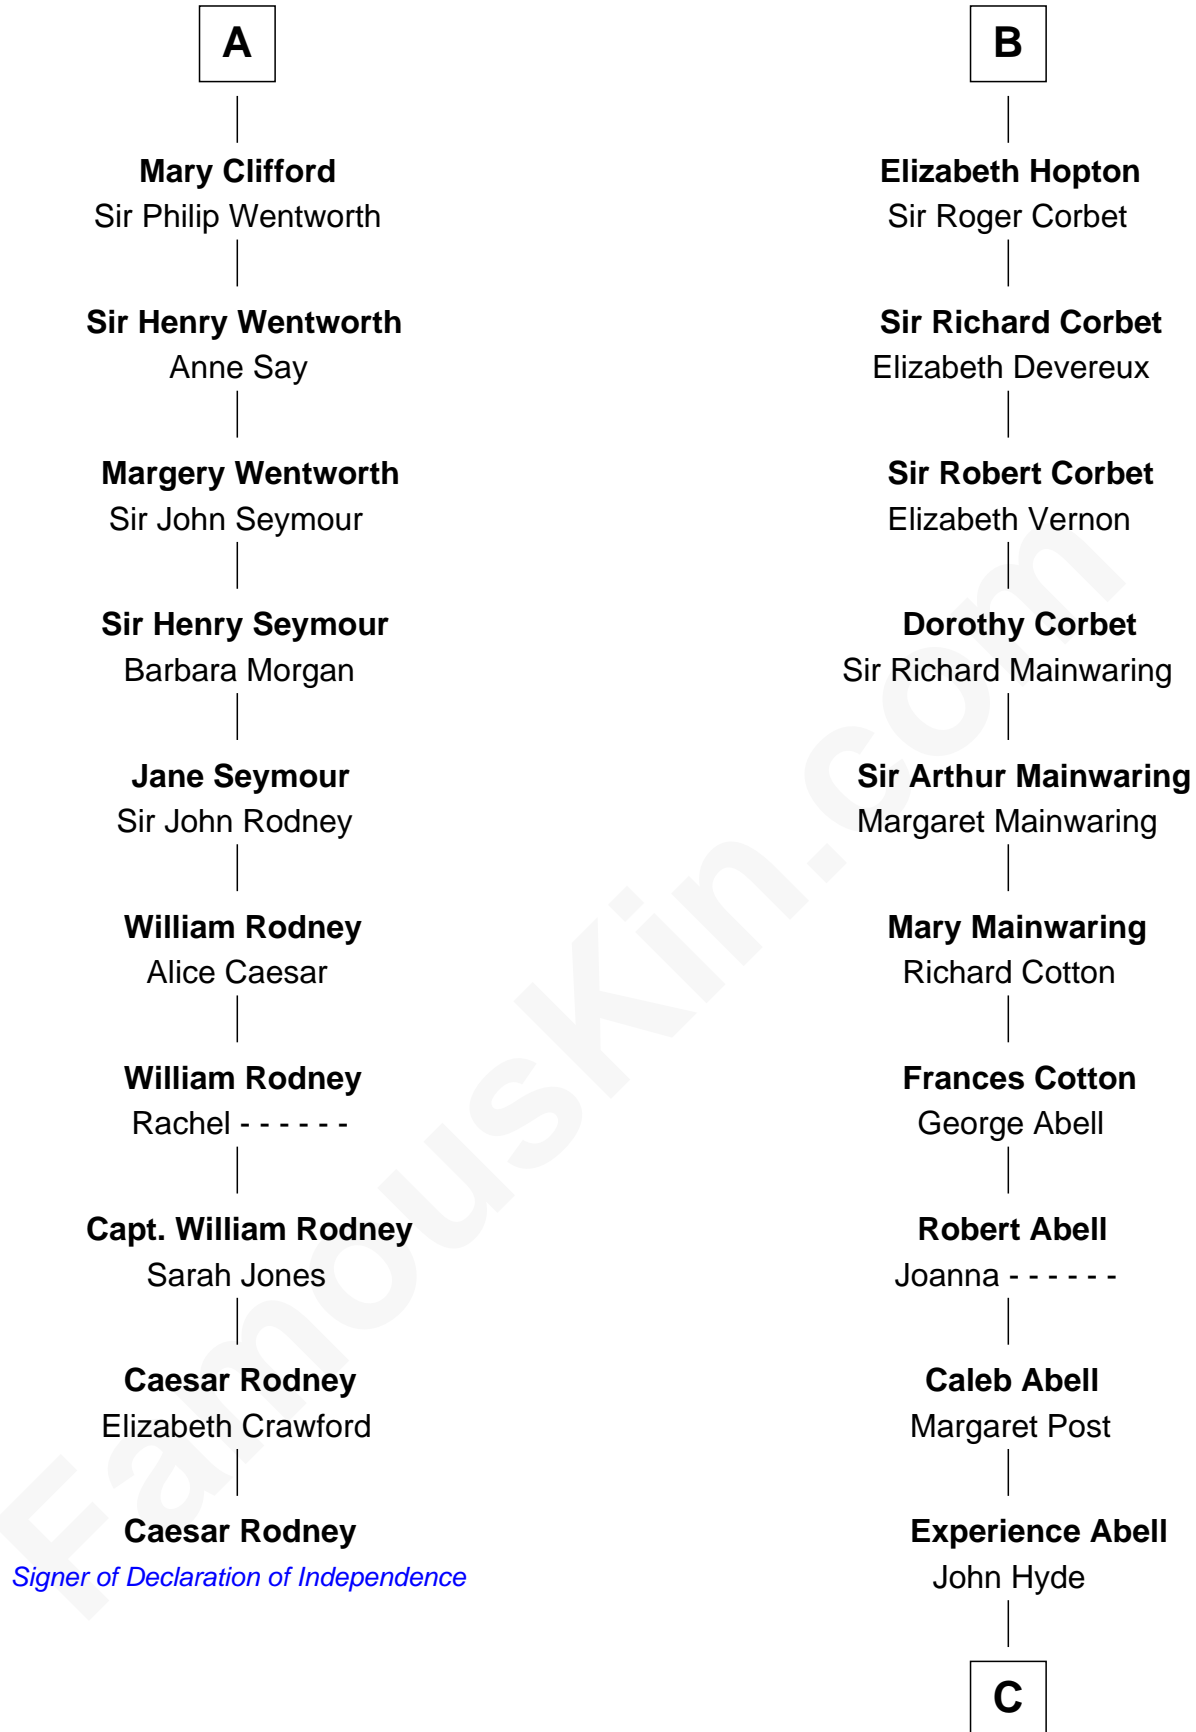 A
Mary Clifford
Sir Philip Wentworth
Sir Henry Wentworth
Anne Say
Margery Wentworth
Sir John Seymour
Sir Henry Seymour
Barbara Morgan
Jane Seymour
Sir John Rodney
William Rodney
Alice Caesar
William Rodney
Rachel - - - - - -
Capt. William Rodney
Sarah Jones
Caesar Rodney
Elizabeth Crawford
Caesar Rodney
Signer of Declaration of Independence
B
Elizabeth Hopton
Sir Roger Corbet
Sir Richard Corbet
Elizabeth Devereux
Sir Robert Corbet
Elizabeth Vernon
Dorothy Corbet
Sir Richard Mainwaring
Sir Arthur Mainwaring
Margaret Mainwaring
Mary Mainwaring
Richard Cotton
Frances Cotton
George Abell
Robert Abell
Joanna - - - - - -
Caleb Abell
Margaret Post
Experience Abell
John Hyde
C
FamousKin.com